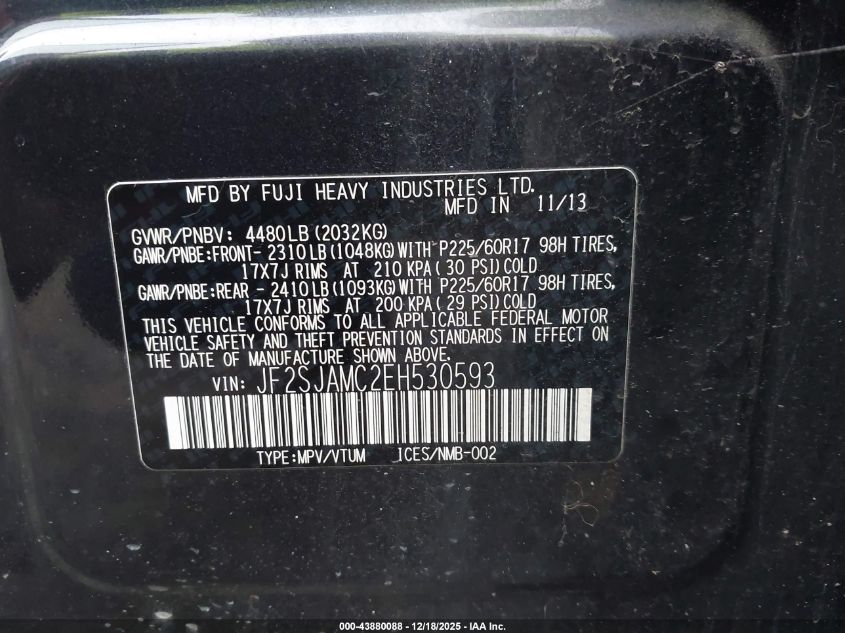 MFD BY FUJI HEAVY INDUSTRIES LTD.
MFD IN 11/13
GVWR/PNBV: 4480LB(2032KG)
GAWR/PNBE:FRONT- 2310LB(1048KG)WITH P225/60R17 98H TIRES,
17X7J RIMS AT 210 KPA( 30 PSI)COLD
GAWR/PNBE:REAR - 2410LB(1093KG)WITH P225/60R17 98H TIRES,
17X7J RIMS AT 200 KPA( 29 PSI)COLD
THIS VEHICLE CONFORMS TO ALL APPLICABLE FEDERAL MOTOR
VEHICLE SAFETY AND THEFT PREVENTION STANDARDS IN EFFECT ON
THE DATE OF MANUFACTURE SHOWN ABOVE.
VIN: JF2SJAMC2EH530593
TYPE:MPV/VTUM ICES/NMB-002
000-43880088 - 12/18/2025 - IAA Inc.